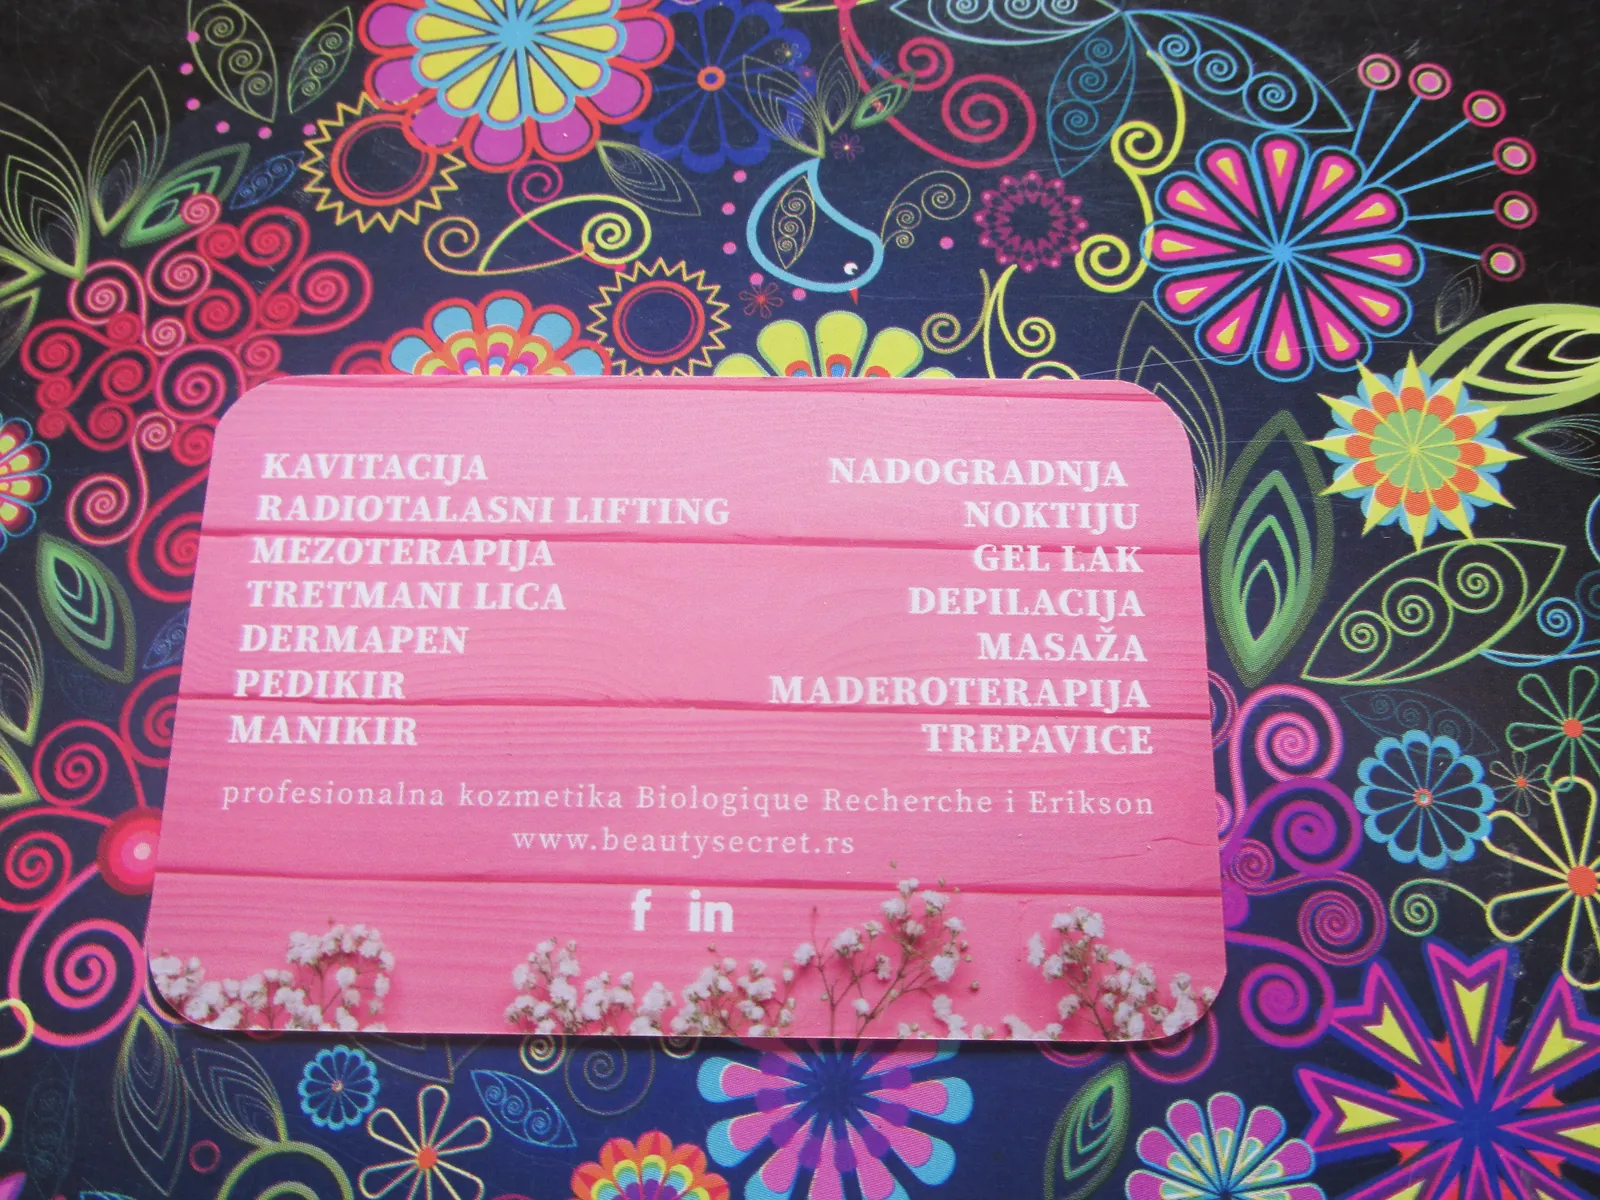 KAVITACIJA
RADIOTALASNI LIFTING
MEZOTERAPIJA
TRETMANI LICA
DERMAPEN
PEDIKIR
MANIKIR
NADOGRADNJA
NOKTIJU
GEL LAK
DEPILACIJA
MASAŽA
MADEROTERAPIJA
TREPAVICE
profesionalna kozmetika Biologique Recherche i Erikson
www.beautysecret.rs
f in